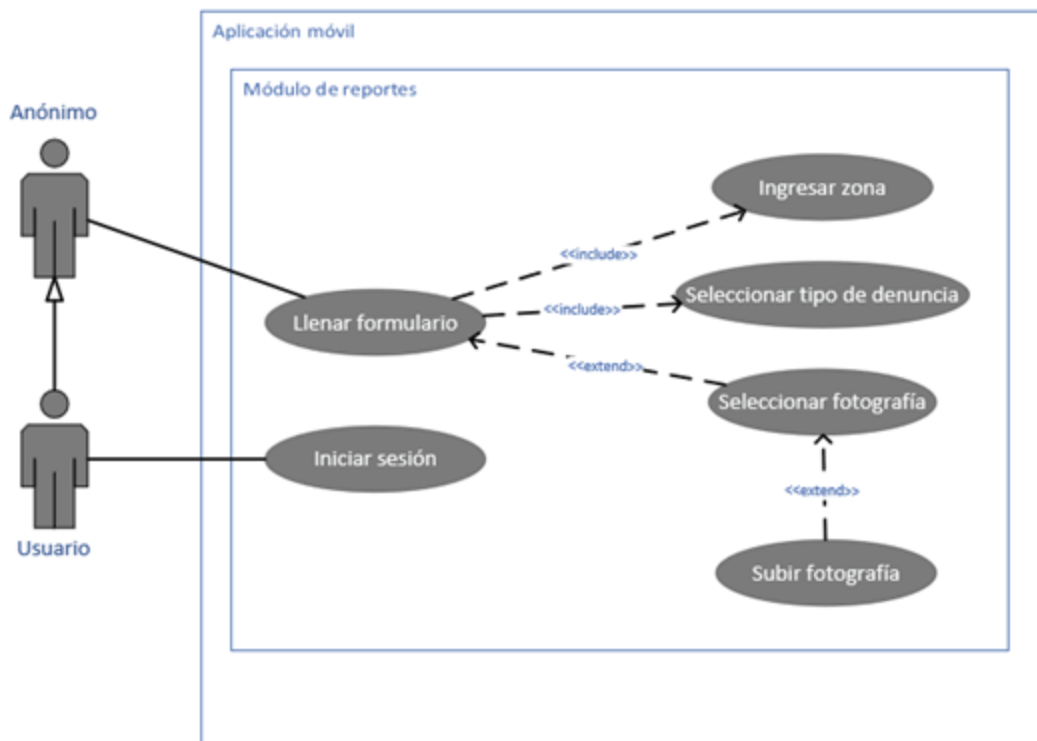 Aplicación móvil
Módulo de reportes
Anónimo
Ingresar zona
<<include>>
Seleccionar tipo de denuncia
<<include>>
Llenar formulario
<<extend>>
Seleccionar fotografía
Iniciar sesión
<<extend>>
Usuario
Subir fotografía